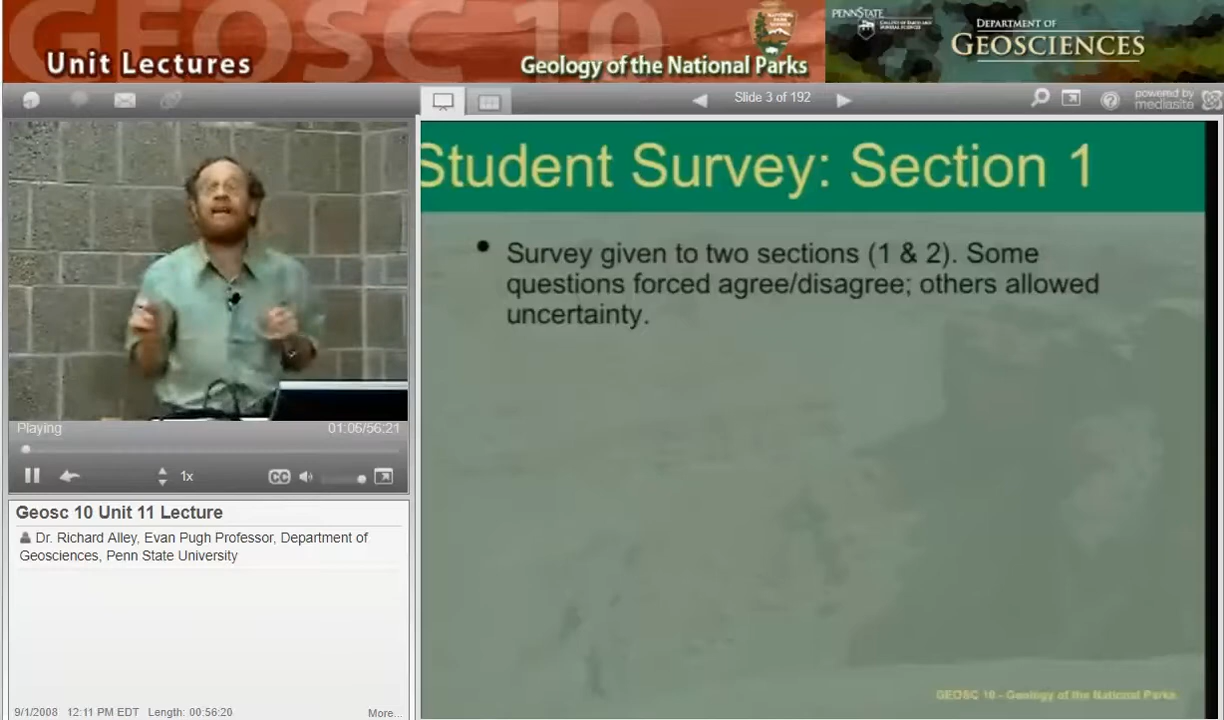 GEOSC 10
Unit Lectures
Geology of the National Parks
NATIONAL
PARK
SERVICE
PENNSTATE
DEPARTMENT OF
GEOSCIENCES
Slide 3 of 192
powered by
mediasite
Student Survey: Section 1
• Survey given to two sections (1 & 2). Some
questions forced agree/disagree; others allowed
uncertainty.
GEOSC 10 - Geology of the National Parks
Playing
01:06/56:21
1x
CC
Geosc 10 Unit 11 Lecture
Dr. Richard Alley, Evan Pugh Professor, Department of
Geosciences, Penn State University
9/1/2008 12:11 PM EDT Length: 00:56:20
More...